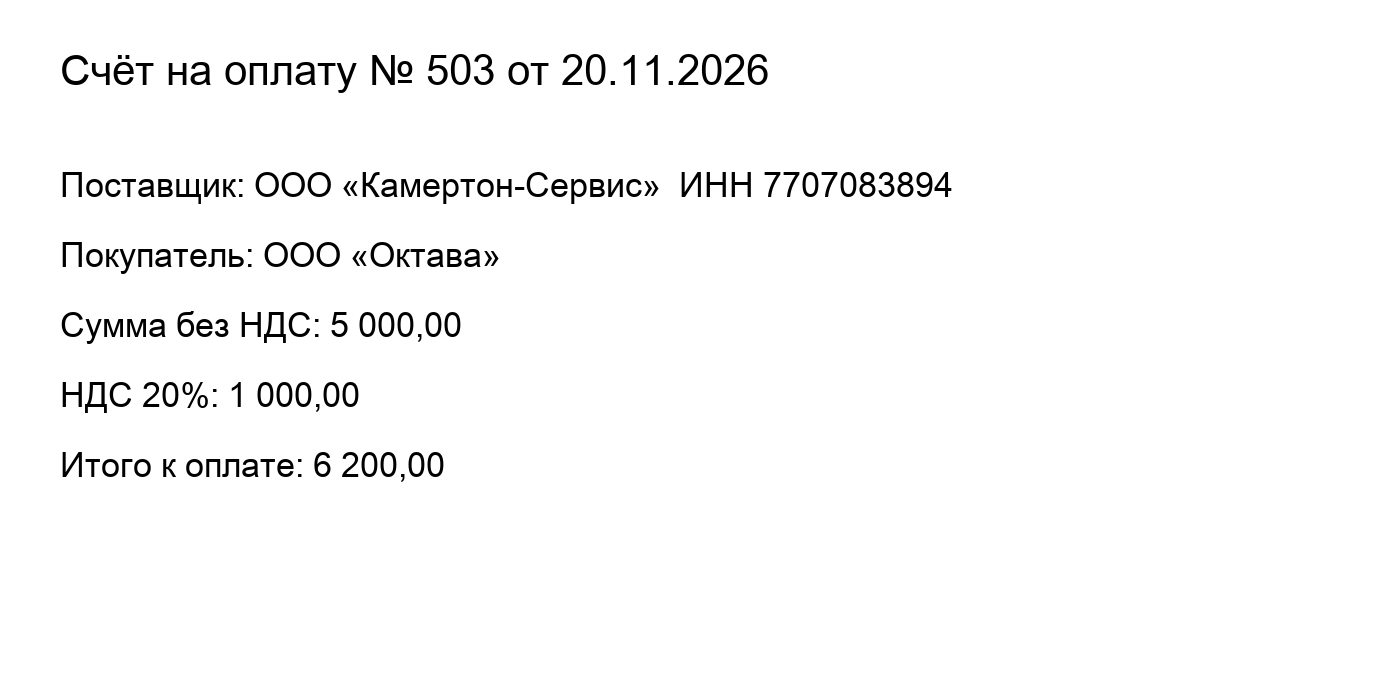 Счёт на оплату № 503 от 20.11.2026
Поставщик: ООО «Камертон-Сервис»  ИНН 7707083894
Покупатель: ООО «Октава»
Сумма без НДС: 5 000,00
НДС 20%: 1 000,00
Итого к оплате: 6 200,00